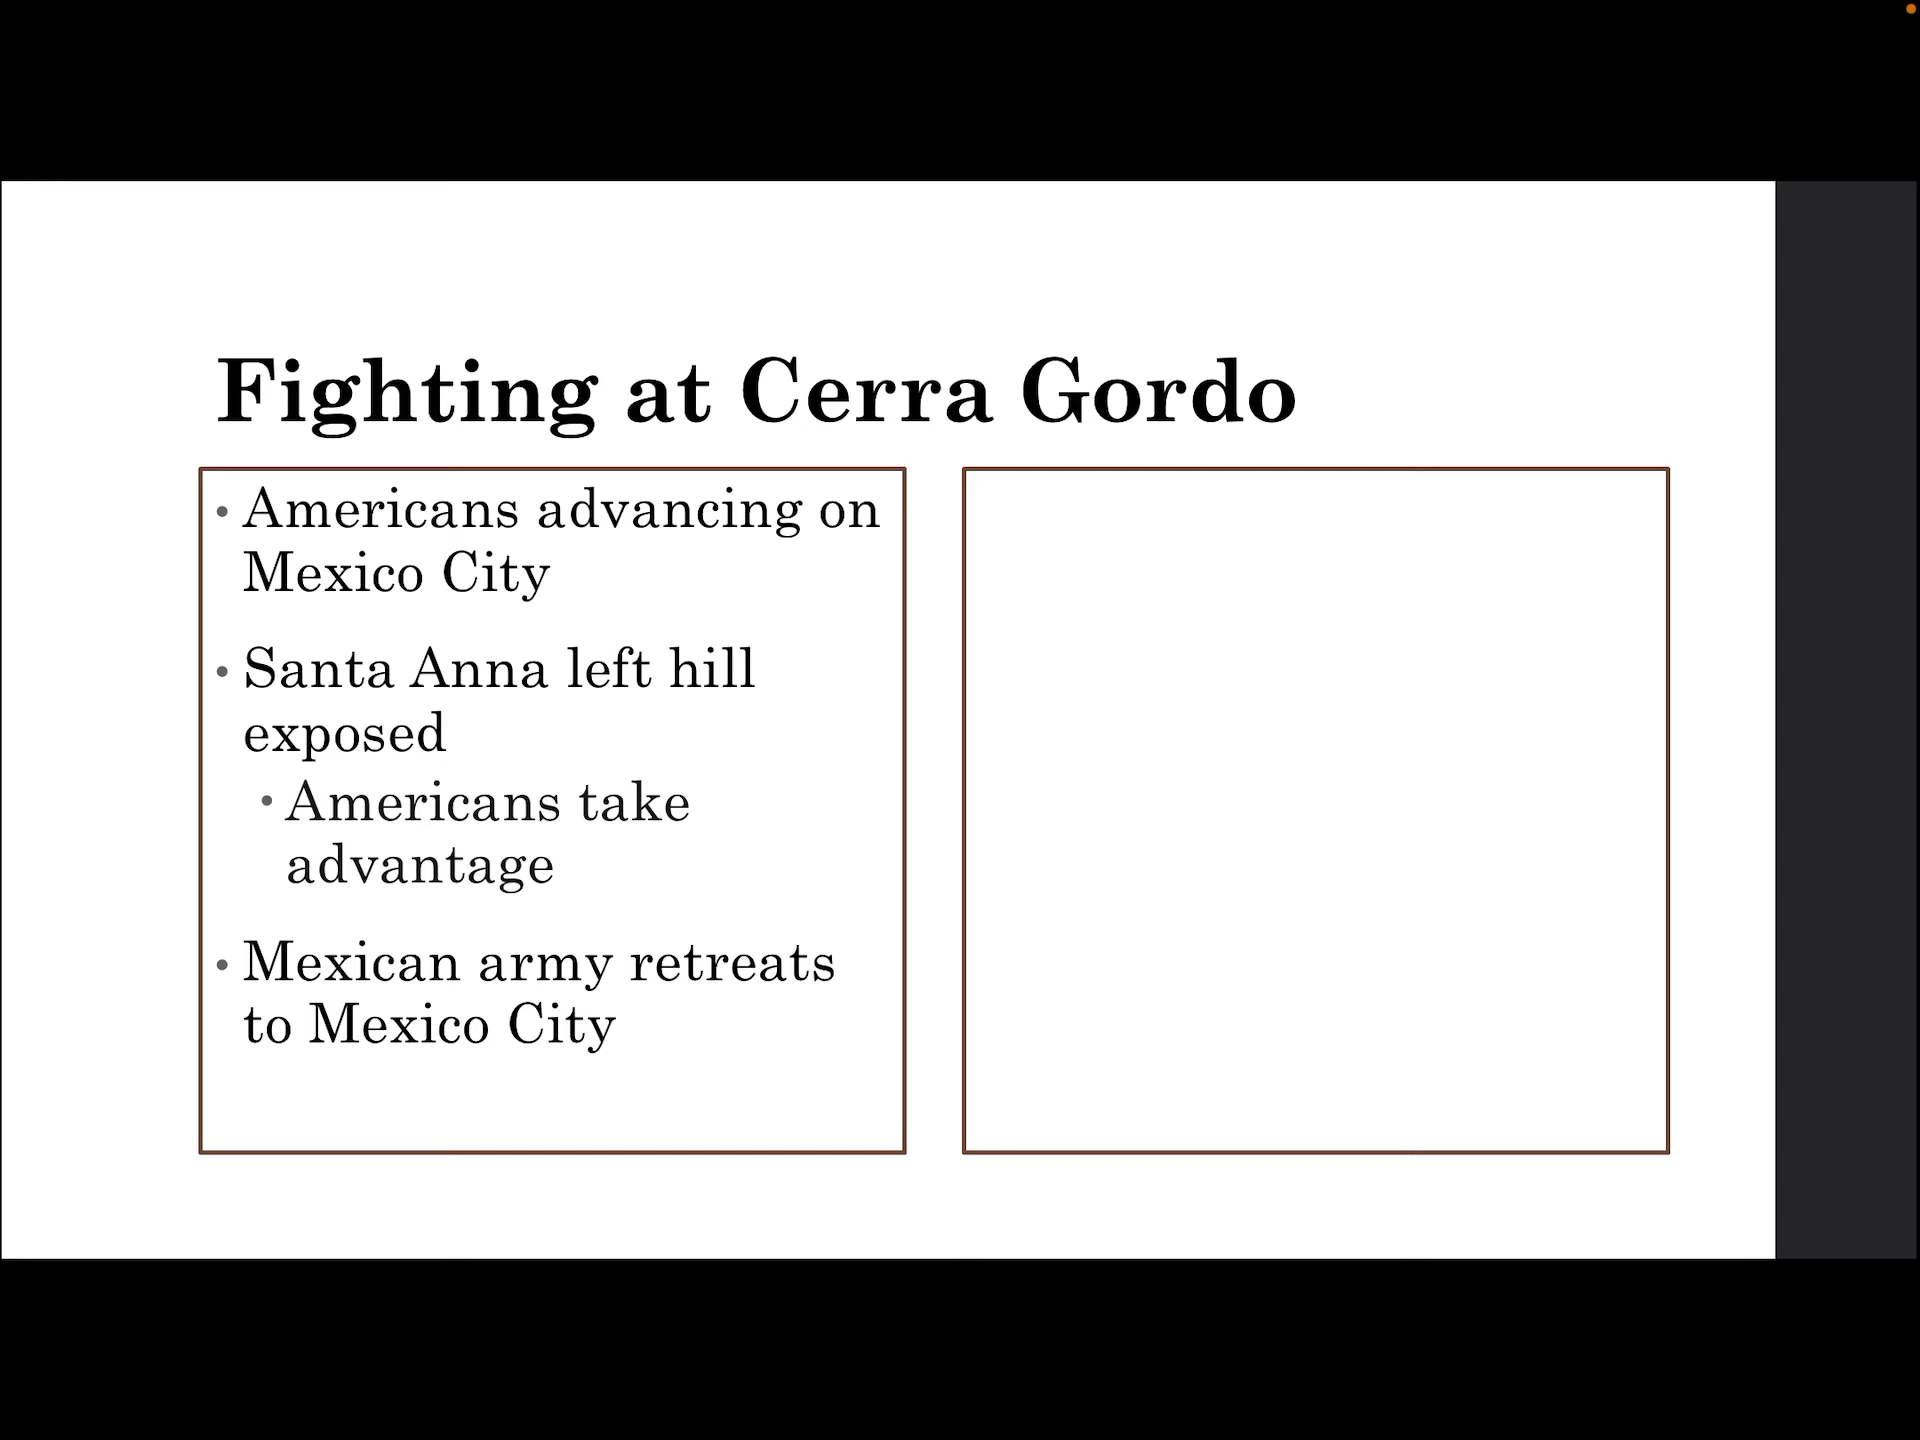 Fighting at Cerra Gordo
• Americans advancing on
Mexico City
• Santa Anna left hill
exposed
• Americans take
advantage
• Mexican army retreats
to Mexico City